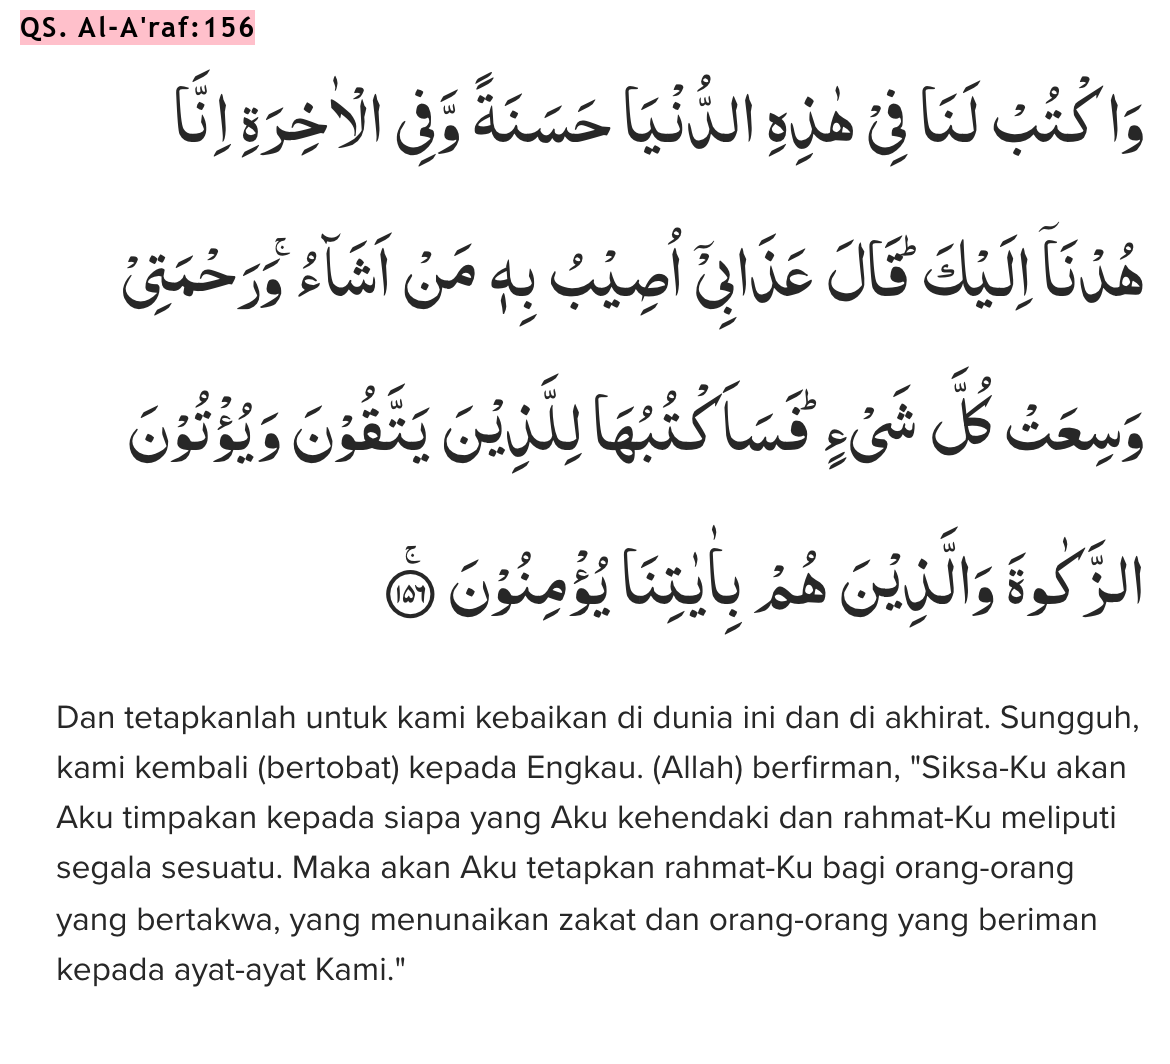 QS. Al-A'raf:156
وَاكْتُبْ لَنَا فِيْ هٰذِهِ الدُّنْيَا حَسَنَةً وَّفِى الْاٰخِرَةِ اِنَّا
هُدْنَآ اِلَيْكَۗ قَالَ عَذَابِيْٓ اُصِيْبُ بِهٖ مَنْ اَشَاۤءُۚ وَرَحْمَتِيْ
وَسِعَتْ كُلَّ شَيْءٍۗ فَسَاَكْتُبُهَا لِلَّذِيْنَ يَتَّقُوْنَ وَيُؤْتُوْنَ
الزَّكٰوةَ وَالَّذِيْنَ هُمْ بِاٰيٰتِنَا يُؤْمِنُوْنَۚ ۝١٥٦
Dan tetapkanlah untuk kami kebaikan di dunia ini dan di akhirat. Sungguh,
kami kembali (bertobat) kepada Engkau. (Allah) berfirman, "Siksa-Ku akan
Aku timpakan kepada siapa yang Aku kehendaki dan rahmat-Ku meliputi
segala sesuatu. Maka akan Aku tetapkan rahmat-Ku bagi orang-orang
yang bertakwa, yang menunaikan zakat dan orang-orang yang beriman
kepada ayat-ayat Kami."